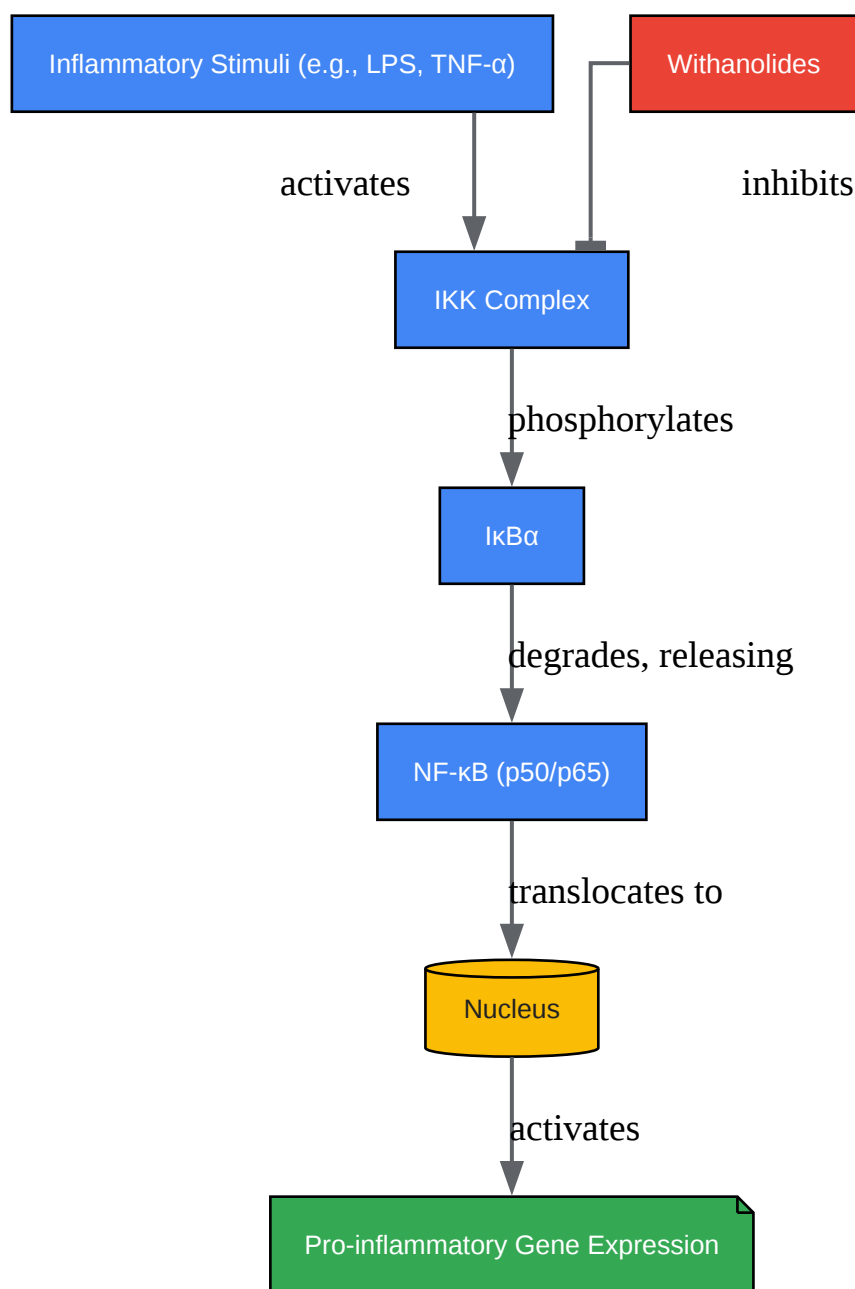 Inflammatory Stimuli (e.g., LPS, TNF-α)
Withanolides
activates
inhibits
IKK Complex
phosphorylates
IκBα
degrades, releasing
NF-κB (p50/p65)
translocates to
Nucleus
activates
Pro-inflammatory Gene Expression